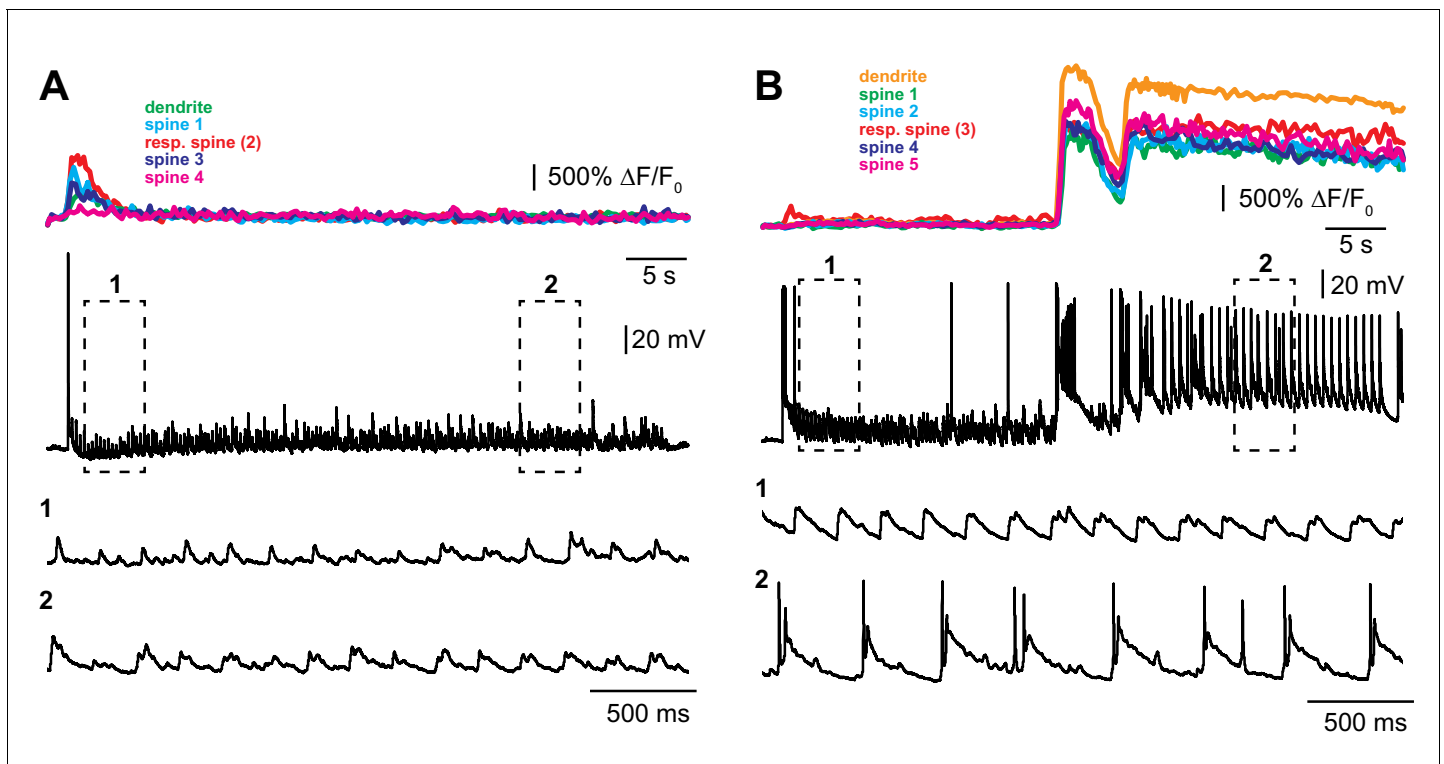 A
dendrite
spine 1
resp. spine (2)
spine 3
spine 4
500% ΔF/F₀
5 s
1
2
20 mV
1
2
500 ms
B
dendrite
spine 1
spine 2
resp. spine (3)
spine 4
spine 5
500% ΔF/F₀
5 s
1
2
20 mV
1
2
500 ms